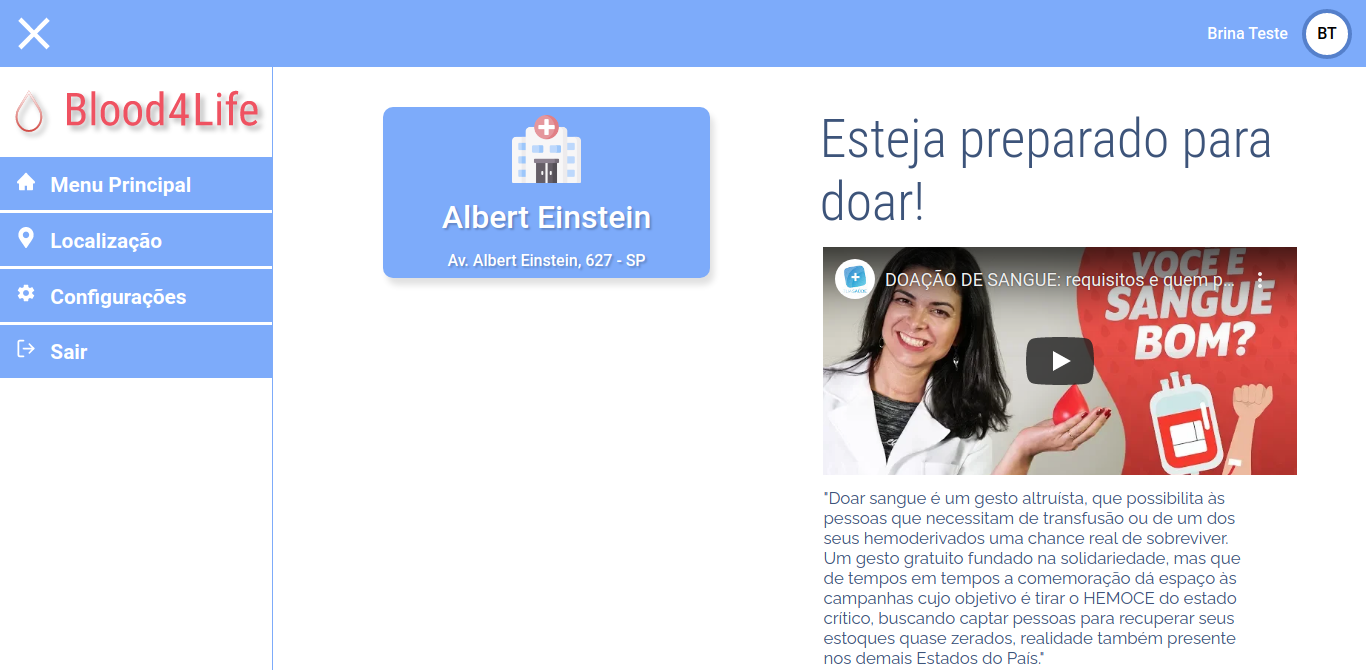 Brina Teste
BT
Blood4Life
Menu Principal
Localização
Configurações
Sair
Albert Einstein
Av. Albert Einstein, 627 - SP
Esteja preparado para
doar!
DOAÇÃO DE SANGUE: requisitos e quem p...
VOCÊ É
SANGUE
BOM?
"Doar sangue é um gesto altruísta, que possibilita às
pessoas que necessitam de transfusão ou de um dos
seus hemoderivados uma chance real de sobreviver.
Um gesto gratuito fundado na solidariedade, mas que
de tempos em tempos a comemoração dá espaço às
campanhas cujo objetivo é tirar o HEMOCE do estado
crítico, buscando captar pessoas para recuperar seus
estoques quase zerados, realidade também presente
nos demais Estados do País."